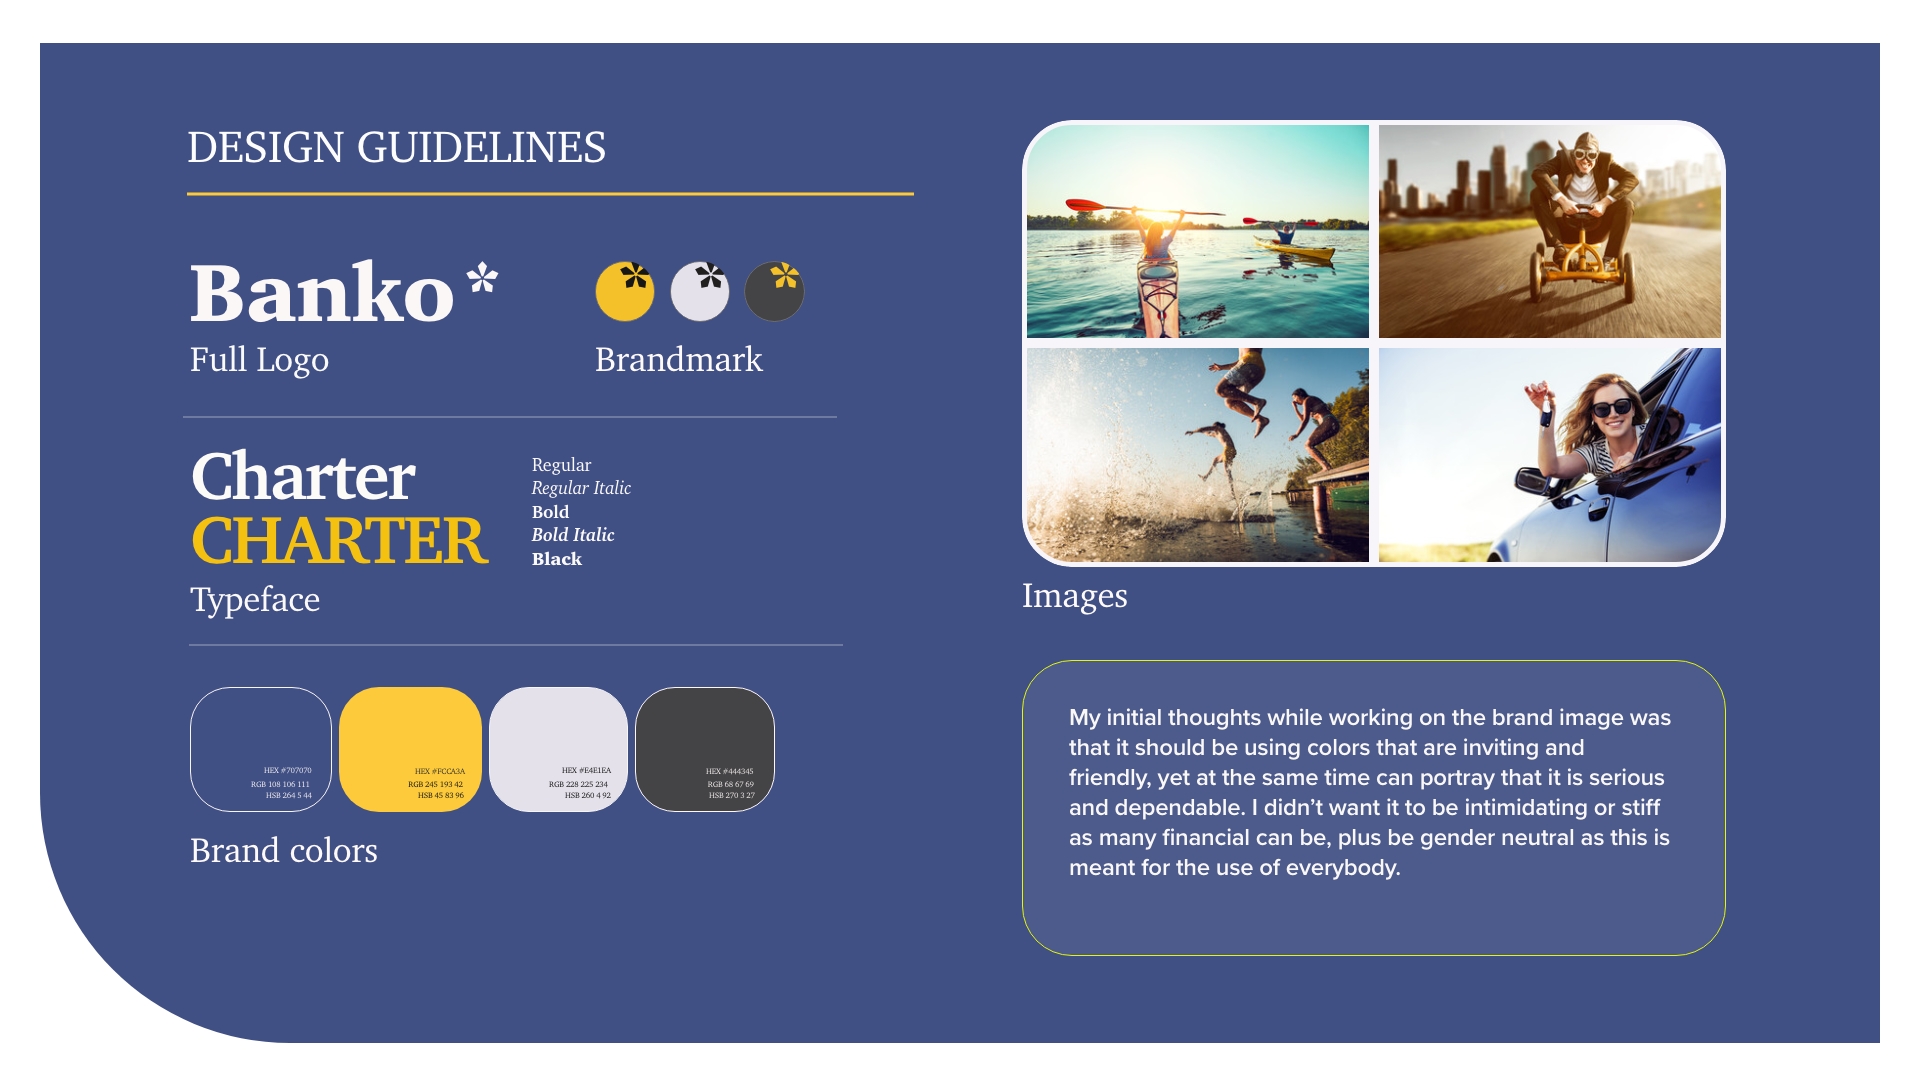 DESIGN GUIDELINES
Banko*
Full Logo
Brandmark
Charter
CHARTER
Regular
Regular Italic
Bold
Bold Italic
Black
Typeface
HEX #707070
RGB 108 106 111
HSB 264 5 44
HEX #FCCA3A
RGB 245 193 42
HSB 45 83 96
HEX #E4E1EA
RGB 228 225 234
HSB 260 4 92
HEX #444345
RGB 68 67 69
HSB 270 3 27
Brand colors
Images
My initial thoughts while working on the brand image was
that it should be using colors that are inviting and
friendly, yet at the same time can portray that it is serious
and dependable. I didn’t want it to be intimidating or stiff
as many financial can be, plus be gender neutral as this is
meant for the use of everybody.